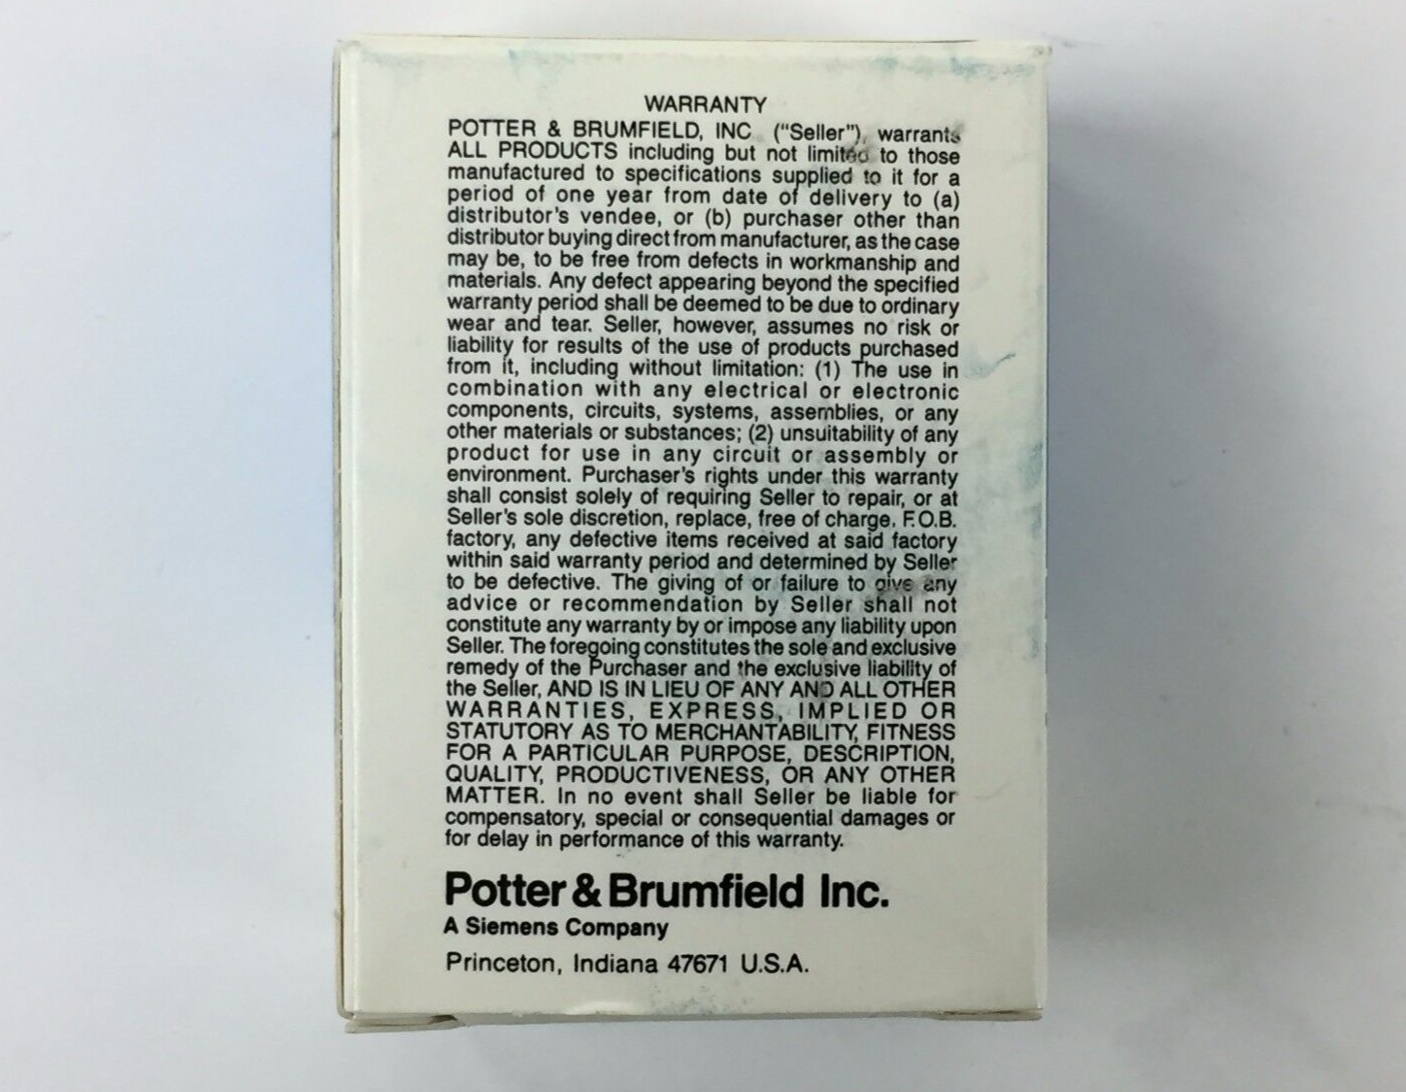 WARRANTY
POTTER & BRUMFIELD, INC. ("Seller"), warrants
ALL PRODUCTS including but not limited to those
manufactured to specifications supplied to it for a
period of one year from date of delivery to (a)
distributor's vendee, or (b) purchaser other than
distributor buying direct from manufacturer, as the case
may be, to be free from defects in workmanship and
materials. Any defect appearing beyond the specified
warranty period shall be deemed to be due to ordinary
wear and tear. Seller, however, assumes no risk or
liability for results of the use of products purchased
from it, including without limitation: (1) The use in
combination with any electrical or electronic
components, circuits, systems, assemblies, or any
other materials or substances; (2) unsuitability of any
product for use in any circuit or assembly or
environment. Purchaser's rights under this warranty
shall consist solely of requiring Seller to repair, or at
Seller's sole discretion, replace, free of charge, F.O.B.
factory, any defective items received at said factory
within said warranty period and determined by Seller
to be defective. The giving of or failure to give any
advice or recommendation by Seller shall not
constitute any warranty by or impose any liability upon
Seller. The foregoing constitutes the sole and exclusive
remedy of the Purchaser and the exclusive liability of
the Seller, AND IS IN LIEU OF ANY AND ALL OTHER
WARRANTIES, EXPRESS, IMPLIED OR
STATUTORY AS TO MERCHANTABILITY, FITNESS
FOR A PARTICULAR PURPOSE, DESCRIPTION,
QUALITY, PRODUCTIVENESS, OR ANY OTHER
MATTER. In no event shall Seller be liable for
compensatory, special or consequential damages or
for delay in performance of this warranty.
Potter & Brumfield Inc.
A Siemens Company
Princeton, Indiana 47671 U.S.A.